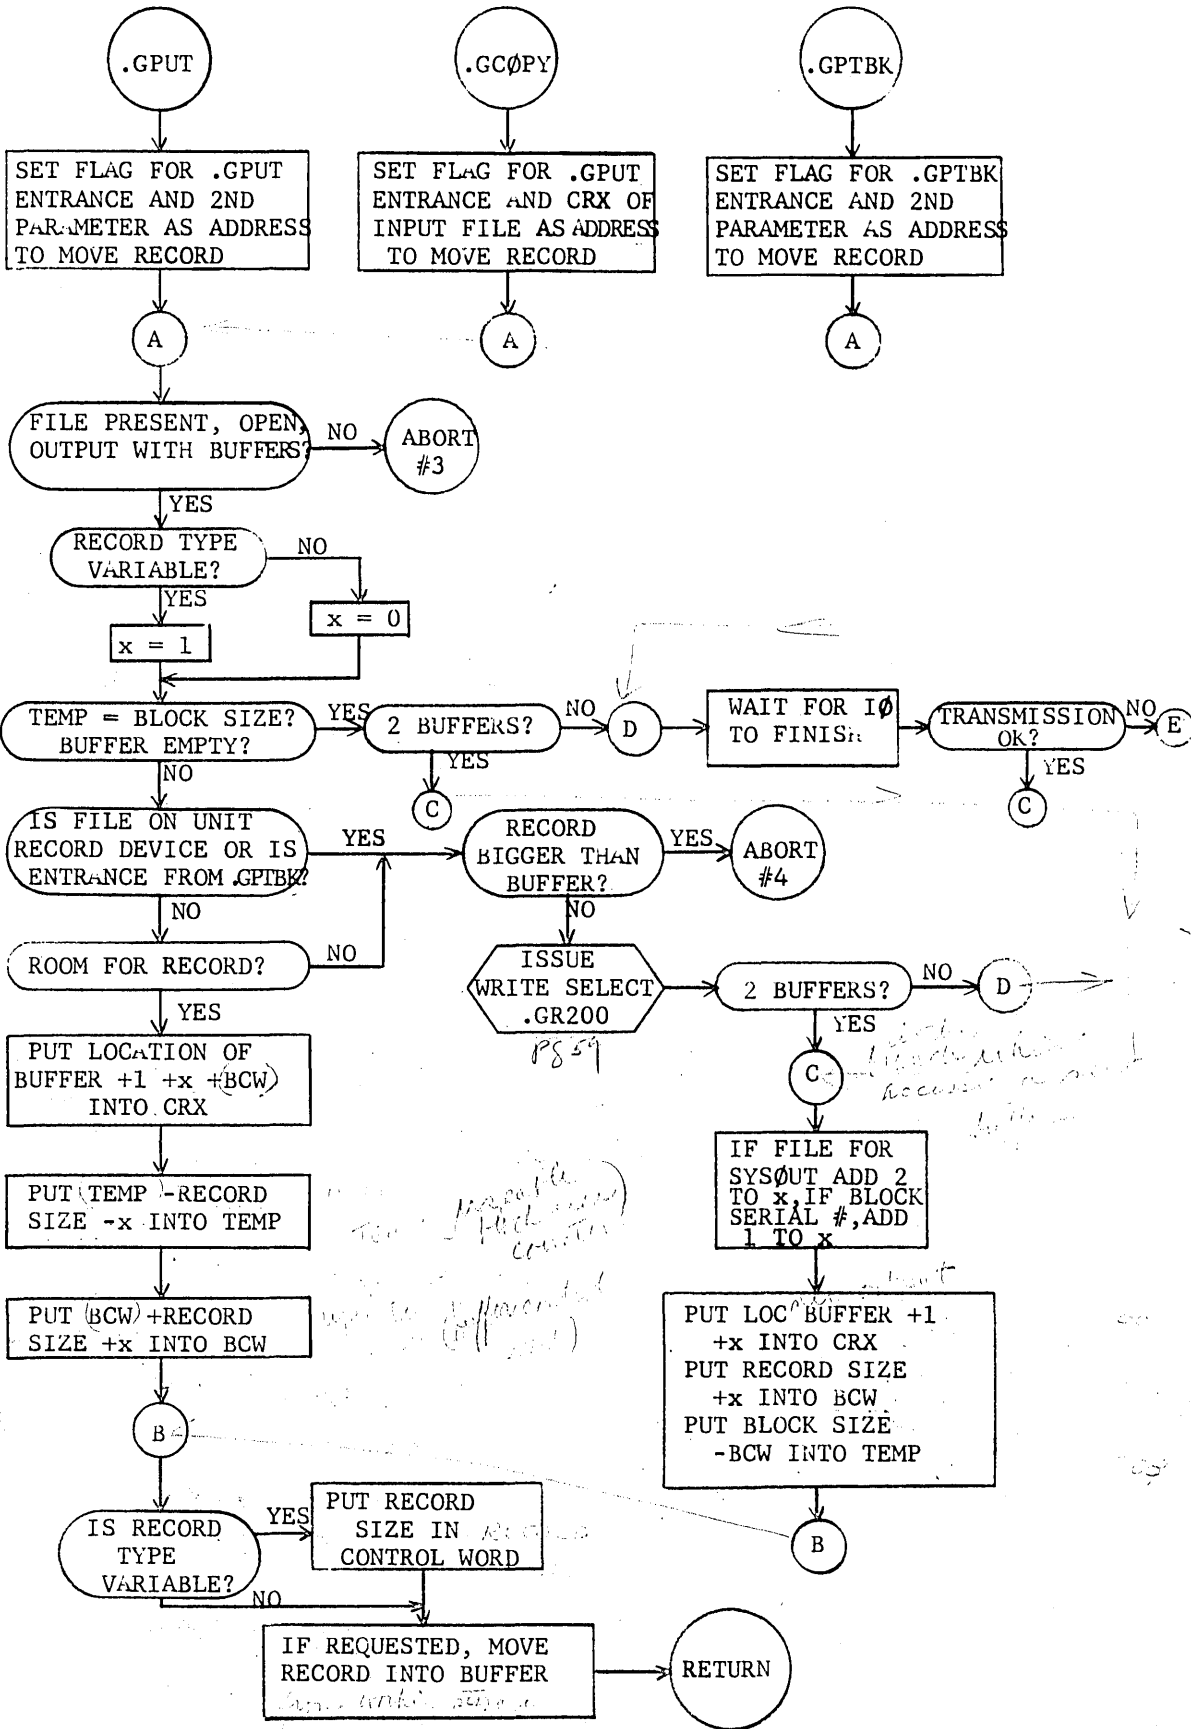 .GPUT
.GCØPY
.GPTBK
SET FLAG FOR .GPUT
ENTRANCE AND 2ND
PARAMETER AS ADDRESS
TO MOVE RECORD
SET FLAG FOR .GPUT
ENTRANCE AND CRX OF
INPUT FILE AS ADDRESS
TO MOVE RECORD
SET FLAG FOR .GPTBK
ENTRANCE AND 2ND
PARAMETER AS ADDRESS
TO MOVE RECORD
A
A
A
FILE PRESENT, OPEN,
OUTPUT WITH BUFFERS?
NO
ABORT
#3
YES
RECORD TYPE
VARIABLE?
NO
YES
x = 1
x = 0
TEMP = BLOCK SIZE?
BUFFER EMPTY?
YES
2 BUFFERS?
NO
D
WAIT FOR IØ
TO FINISH
TRANSMISSION
OK?
NO
E
NO
YES
C
YES
C
IS FILE ON UNIT
RECORD DEVICE OR IS
ENTRANCE FROM .GPTBK?
YES
RECORD
BIGGER THAN
BUFFER?
YES
ABORT
#4
NO
NO
ROOM FOR RECORD?
NO
ISSUE
WRITE SELECT
.GR200
Pg 59
2 BUFFERS?
NO
D
YES
YES
C
PUT LOCATION OF
BUFFER +1 +x +(BCW)
INTO CRX
IF FILE FOR
SYSØUT ADD 2
TO x, IF BLOCK
SERIAL #, ADD
1 TO x
PUT (TEMP) -RECORD
SIZE -x INTO TEMP
PUT (BCW) +RECORD
SIZE +x INTO BCW
PUT LOC BUFFER +1
+x INTO CRX
PUT RECORD SIZE
+x INTO BCW
PUT BLOCK SIZE
-BCW INTO TEMP
B
B
IS RECORD
TYPE
VARIABLE?
YES
PUT RECORD
SIZE IN
CONTROL WORD
NO
IF REQUESTED, MOVE
RECORD INTO BUFFER
RETURN